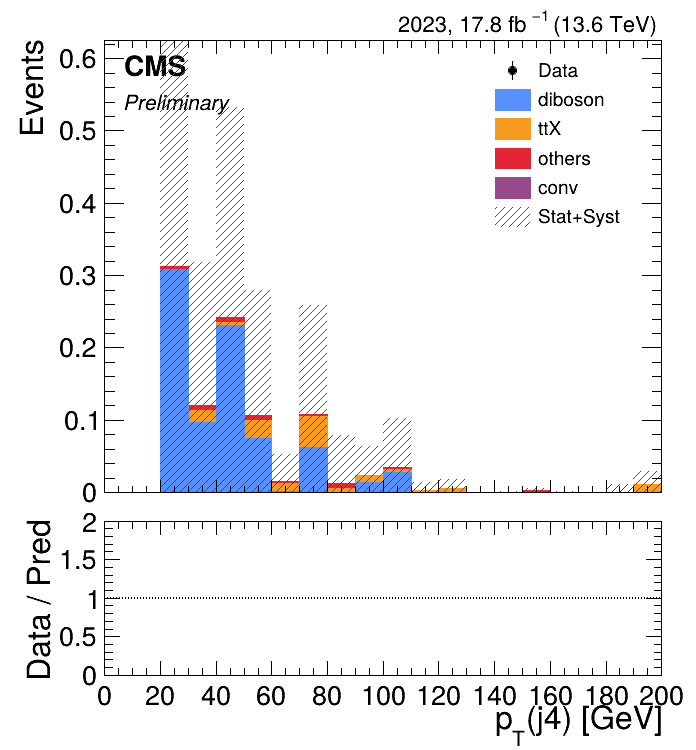 2023, 17.8 fb⁻¹ (13.6 TeV)
Events
0.6
0.5
0.4
0.3
0.2
0.1
0
CMS
Preliminary
Data
diboson
ttX
others
conv
Stat+Syst
Data / Pred
2
1.5
1
0.5
0
0 20 40 60 80 100 120 140 160 180 200
p_T(j4) [GeV]